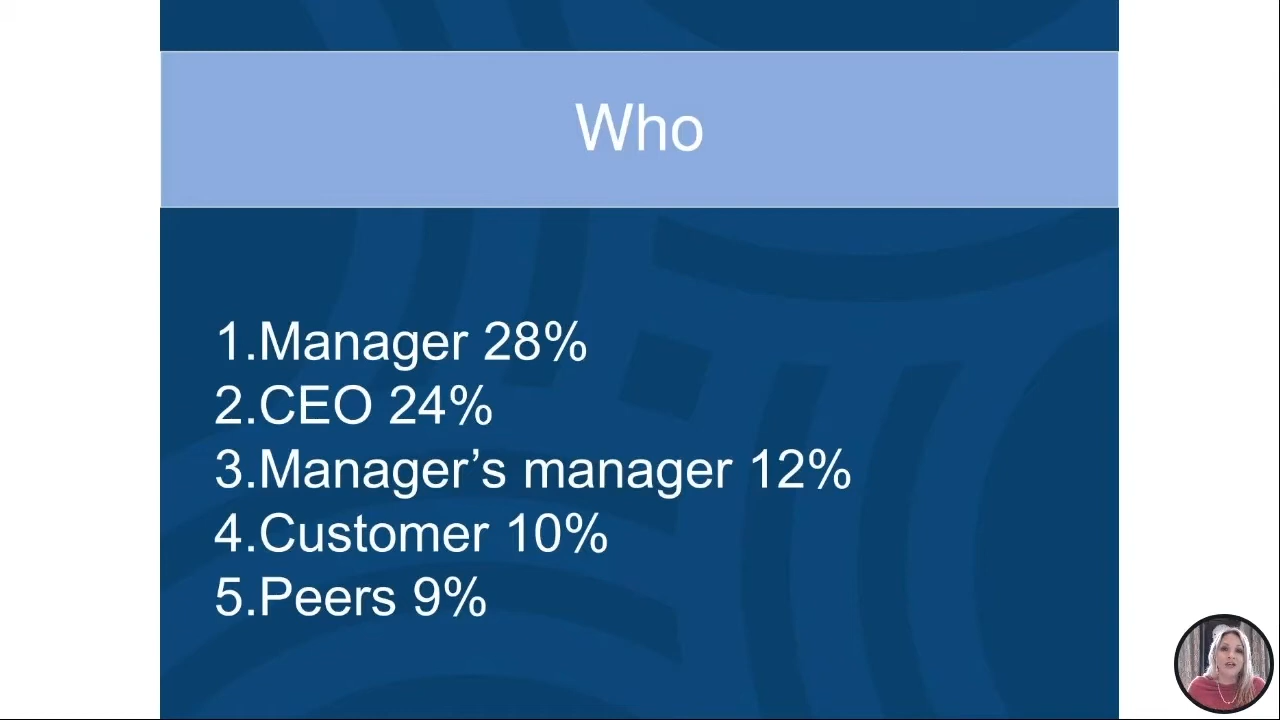 Who
1.Manager 28%
2.CEO 24%
3.Manager’s manager 12%
4.Customer 10%
5.Peers 9%